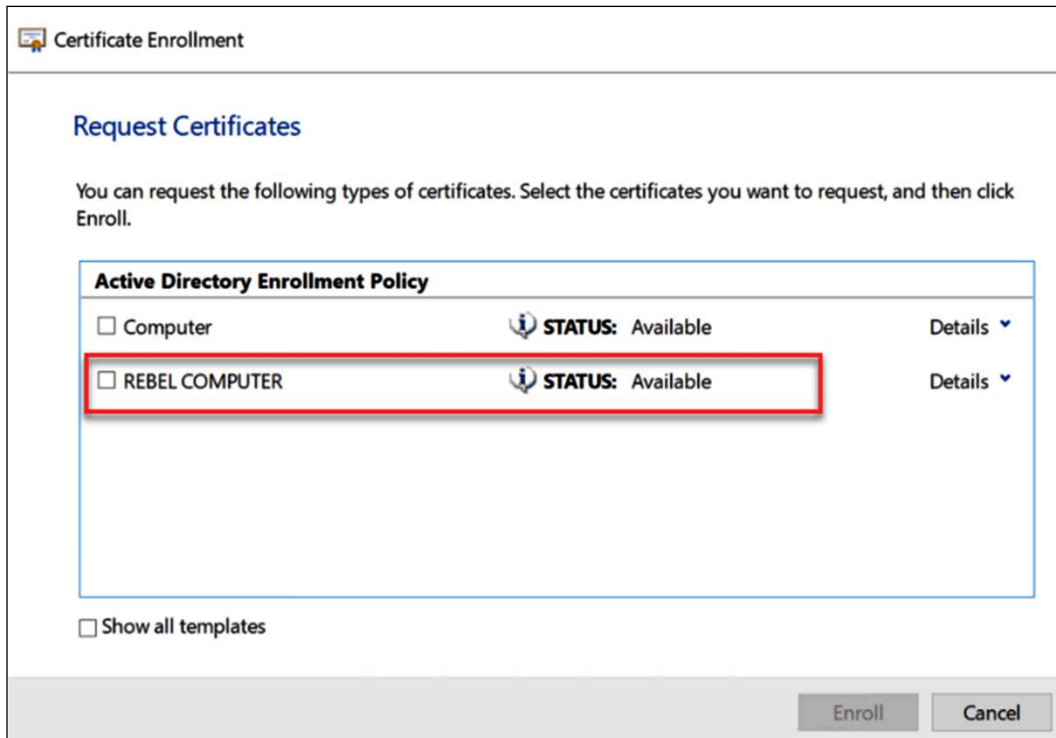 Certificate Enrollment
Request Certificates
You can request the following types of certificates. Select the certificates you want to request, and then click
Enroll.
Active Directory Enrollment Policy
Computer STATUS: Available Details
REBEL COMPUTER STATUS: Available Details
Show all templates
Enroll Cancel